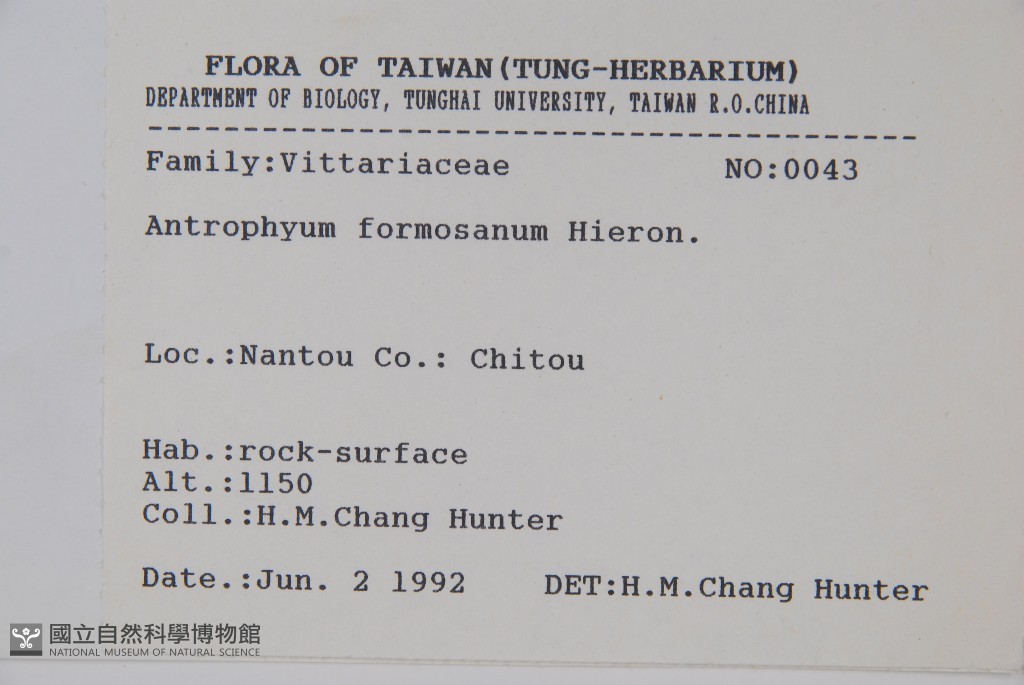 FLORA OF TAIWAN(TUNG-HERBARIUM)
DEPARTMENT OF BIOLOGY, TUNGHAI UNIVERSITY, TAIWAN R.O.CHINA
----------------------------------------
Family:Vittariaceae NO:0043
Antrophyum formosanum Hieron.
Loc.:Nantou Co.: Chitou
Hab.:rock-surface
Alt.:1150
Coll.:H.M.Chang Hunter
Date.:Jun. 2 1992 DET:H.M.Chang Hunter
國立自然科學博物館
NATIONAL MUSEUM OF NATURAL SCIENCE